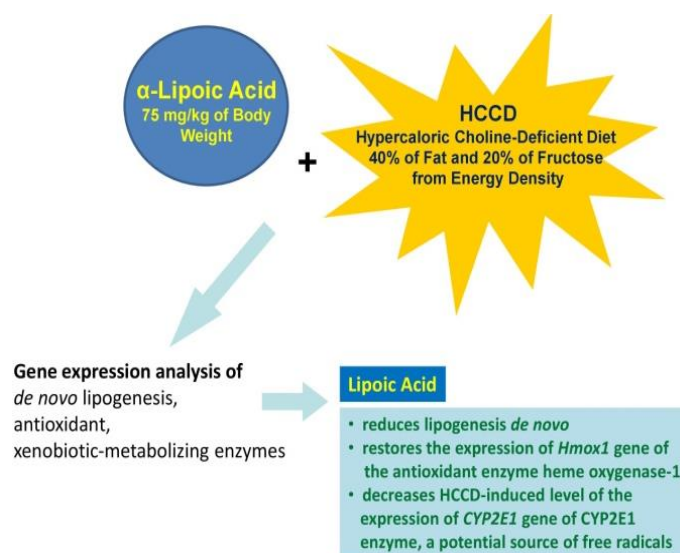 α-Lipoic Acid
75 mg/kg of Body
Weight
+
HCCD
Hypercaloric Choline-Deficient Diet
40% of Fat and 20% of Fructose
from Energy Density
Gene expression analysis of
de novo lipogenesis,
antioxidant,
xenobiotic-metabolizing enzymes
Lipoic Acid
• reduces lipogenesis de novo
• restores the expression of Hmox1 gene of
the antioxidant enzyme heme oxygenase-1
• decreases HCCD-induced level of the
expression of CYP2E1 gene of CYP2E1
enzyme, a potential source of free radicals